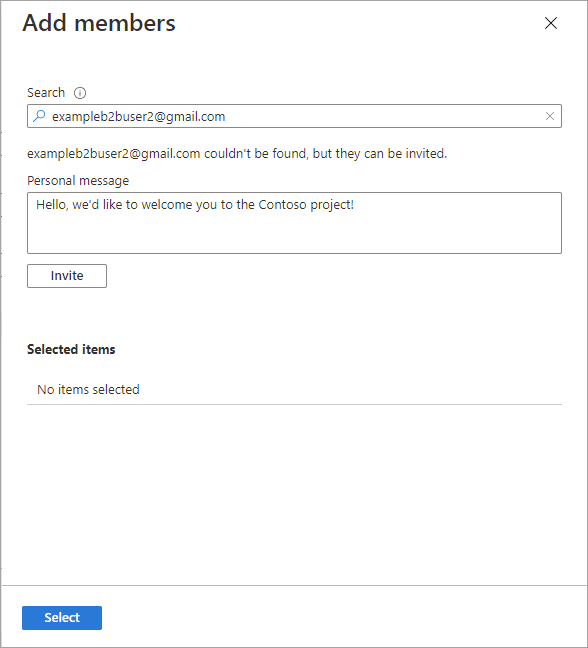 Add members
Search
exampleb2buser2@gmail.com
exampleb2buser2@gmail.com couldn't be found, but they can be invited.
Personal message
Hello, we'd like to welcome you to the Contoso project!
Invite
Selected items
No items selected
Select